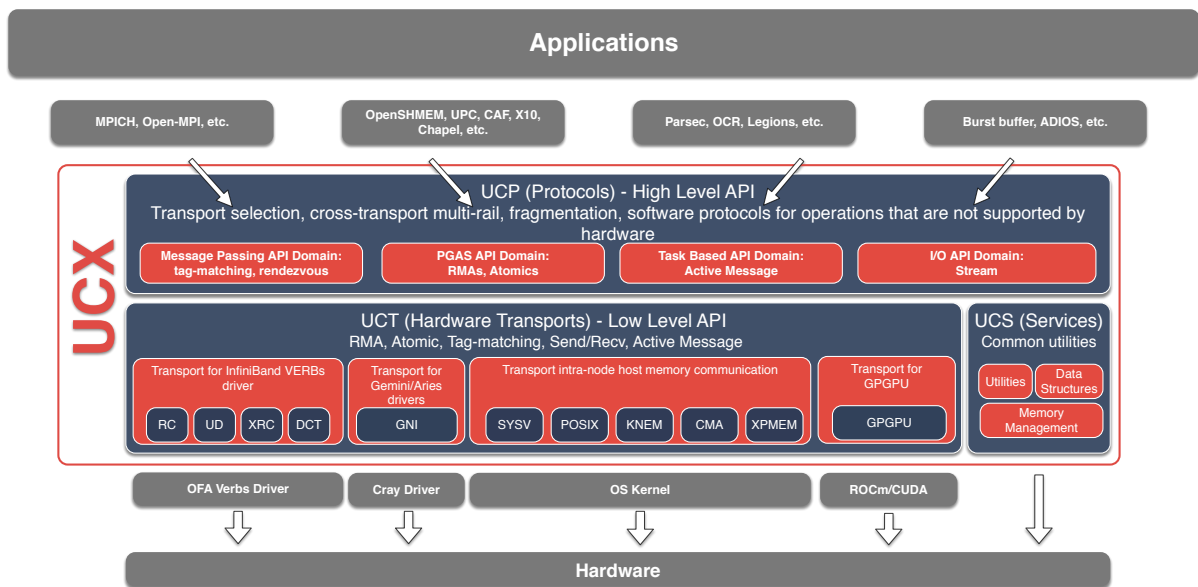 Applications
MPICH, Open-MPI, etc.
OpenSHMEM, UPC, CAF, X10,
Chapel, etc.
Parsec, OCR, Legions, etc.
Burst buffer, ADIOS, etc.
UCX
UCP (Protocols) - High Level API
Transport selection, cross-transport multi-rail, fragmentation, software protocols for operations that are not supported by
hardware
Message Passing API Domain:
tag-matching, rendezvous
PGAS API Domain:
RMAs, Atomics
Task Based API Domain:
Active Message
I/O API Domain:
Stream
UCT (Hardware Transports) - Low Level API
RMA, Atomic, Tag-matching, Send/Recv, Active Message
Transport for InfiniBand VERBs
driver
RC
UD
XRC
DCT
Transport for
Gemini/Aries
drivers
GNI
Transport intra-node host memory communication
SYSV
POSIX
KNEM
CMA
XPMEM
Transport for
GPGPU
GPGPU
UCS (Services)
Common utilities
Utilities
Data
Structures
Memory
Management
OFA Verbs Driver
Cray Driver
OS Kernel
ROCm/CUDA
Hardware